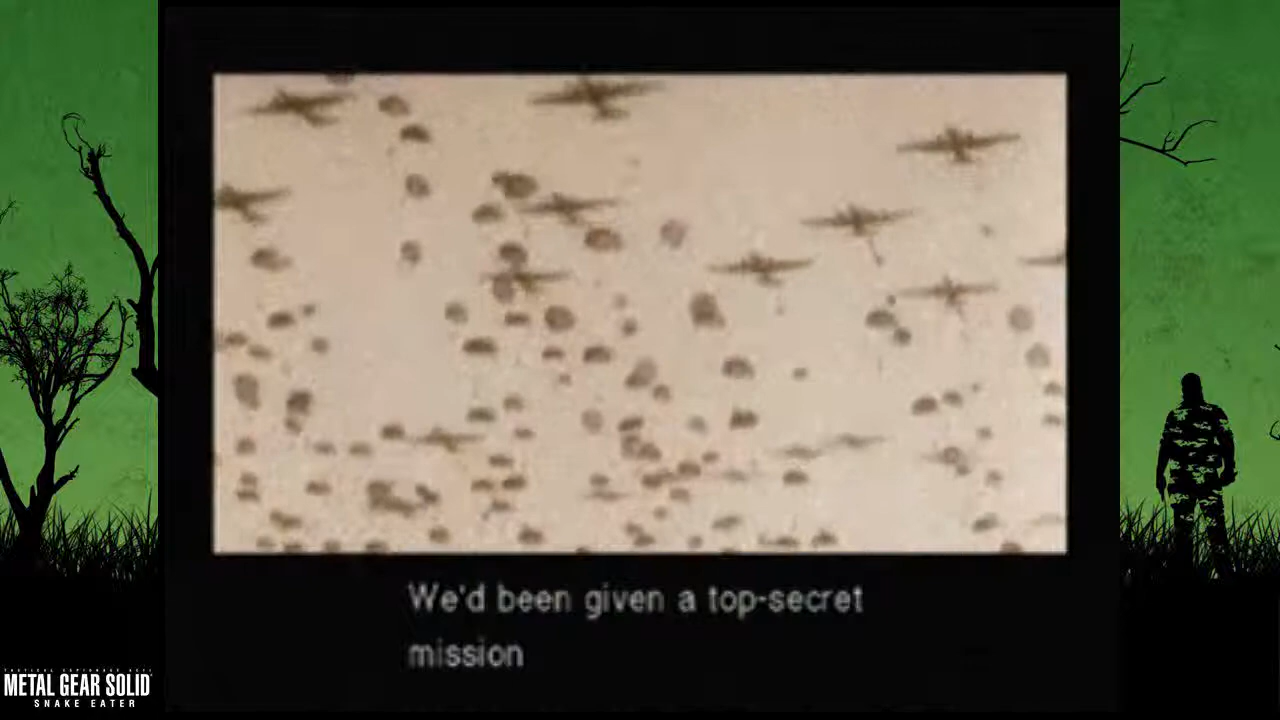 We'd been given a top-secret
mission
METAL GEAR SOLID
SNAKE EATER